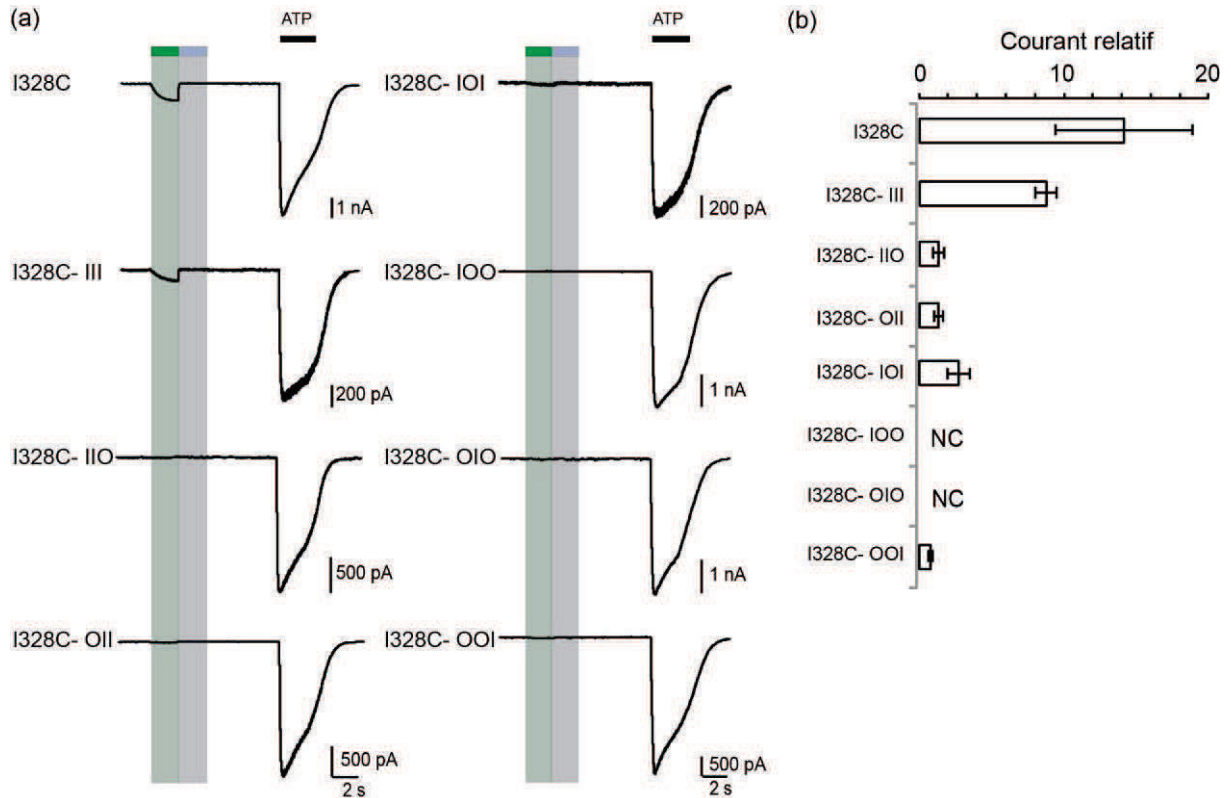 (a)
ATP
ATP
I328C
1 nA
I328C- IOI
200 pA
I328C- III
200 pA
I328C- IOO
1 nA
I328C- IIO
500 pA
I328C- OIO
1 nA
I328C- OII
500 pA
2 s
I328C- OOI
500 pA
2 s
(b)
Courant relatif
0 10 20
I328C
I328C- III
I328C- IIO
I328C- OII
I328C- IOI
I328C- IOO NC
I328C- OIO NC
I328C- OOI